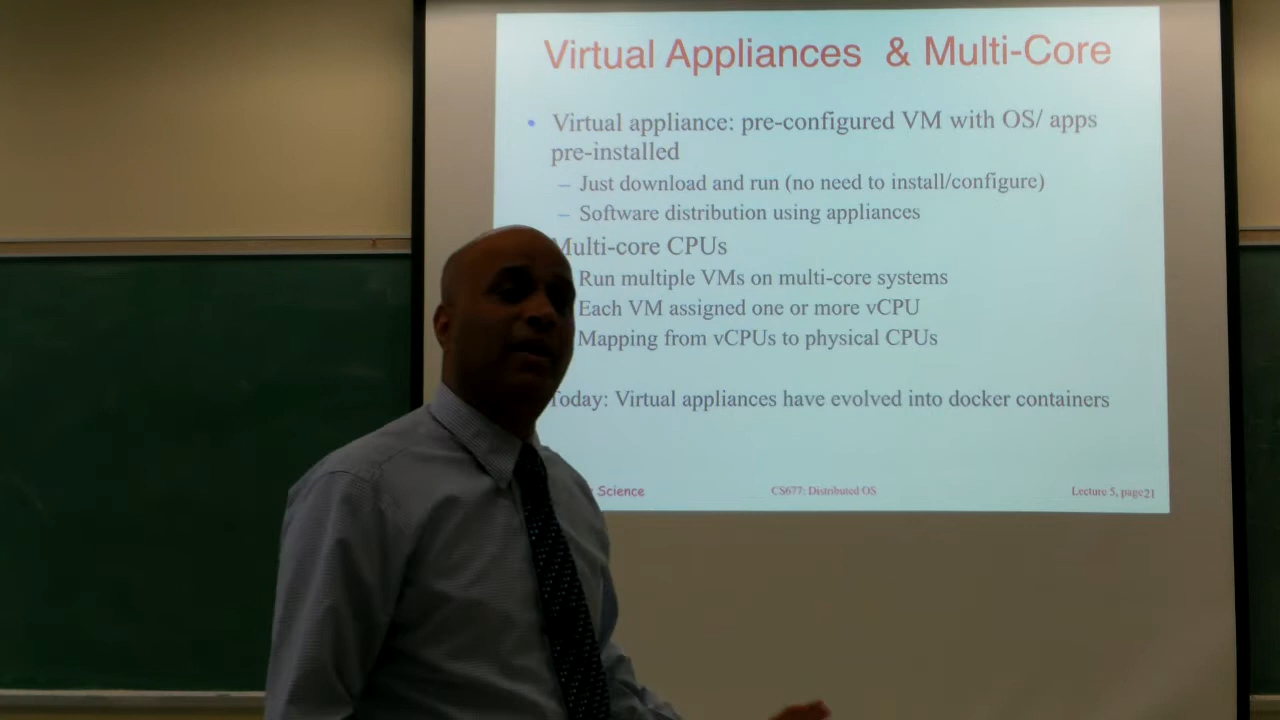 Virtual Appliances & Multi-Core
• Virtual appliance: pre-configured VM with OS/ apps
pre-installed
– Just download and run (no need to install/configure)
– Software distribution using appliances
Multi-core CPUs
Run multiple VMs on multi-core systems
Each VM assigned one or more vCPU
Mapping from vCPUs to physical CPUs
Today: Virtual appliances have evolved into docker containers
Science CS677: Distributed OS Lecture 5, page21